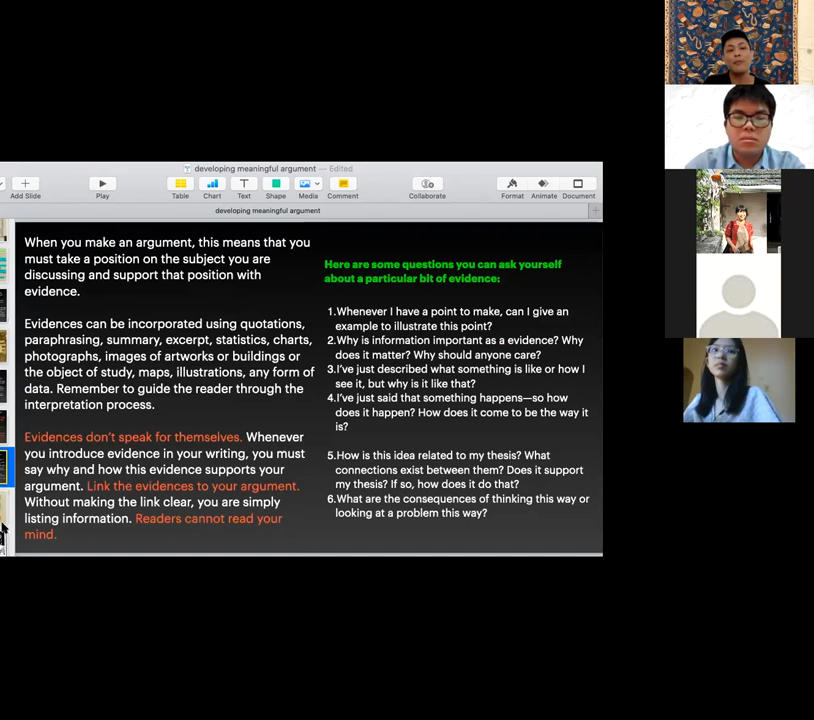 developing meaningful argument — Edited
Add Slide
Play
Table
Chart
Text
Shape
Media
Comment
Collaborate
Format
Animate
Document
developing meaningful argument
When you make an argument, this means that you
must take a position on the subject you are
discussing and support that position with
evidence.
Evidences can be incorporated using quotations,
paraphrasing, summary, excerpt, statistics, charts,
photographs, images of artworks or buildings or
the object of study, maps, illustrations, any form of
data. Remember to guide the reader through the
interpretation process.
Evidences don't speak for themselves. Whenever
you introduce evidence in your writing, you must
say why and how this evidence supports your
argument. Link the evidences to your argument.
Without making the link clear, you are simply
listing information. Readers cannot read your
mind.
Here are some questions you can ask yourself
about a particular bit of evidence:
1.Whenever I have a point to make, can I give an
example to illustrate this point?
2.Why is information important as a evidence? Why
does it matter? Why should anyone care?
3.I've just described what something is like or how I
see it, but why is it like that?
4.I've just said that something happens—so how
does it happen? How does it come to be the way it
is?
5.How is this idea related to my thesis? What
connections exist between them? Does it support
my thesis? If so, how does it do that?
6.What are the consequences of thinking this way or
looking at a problem this way?